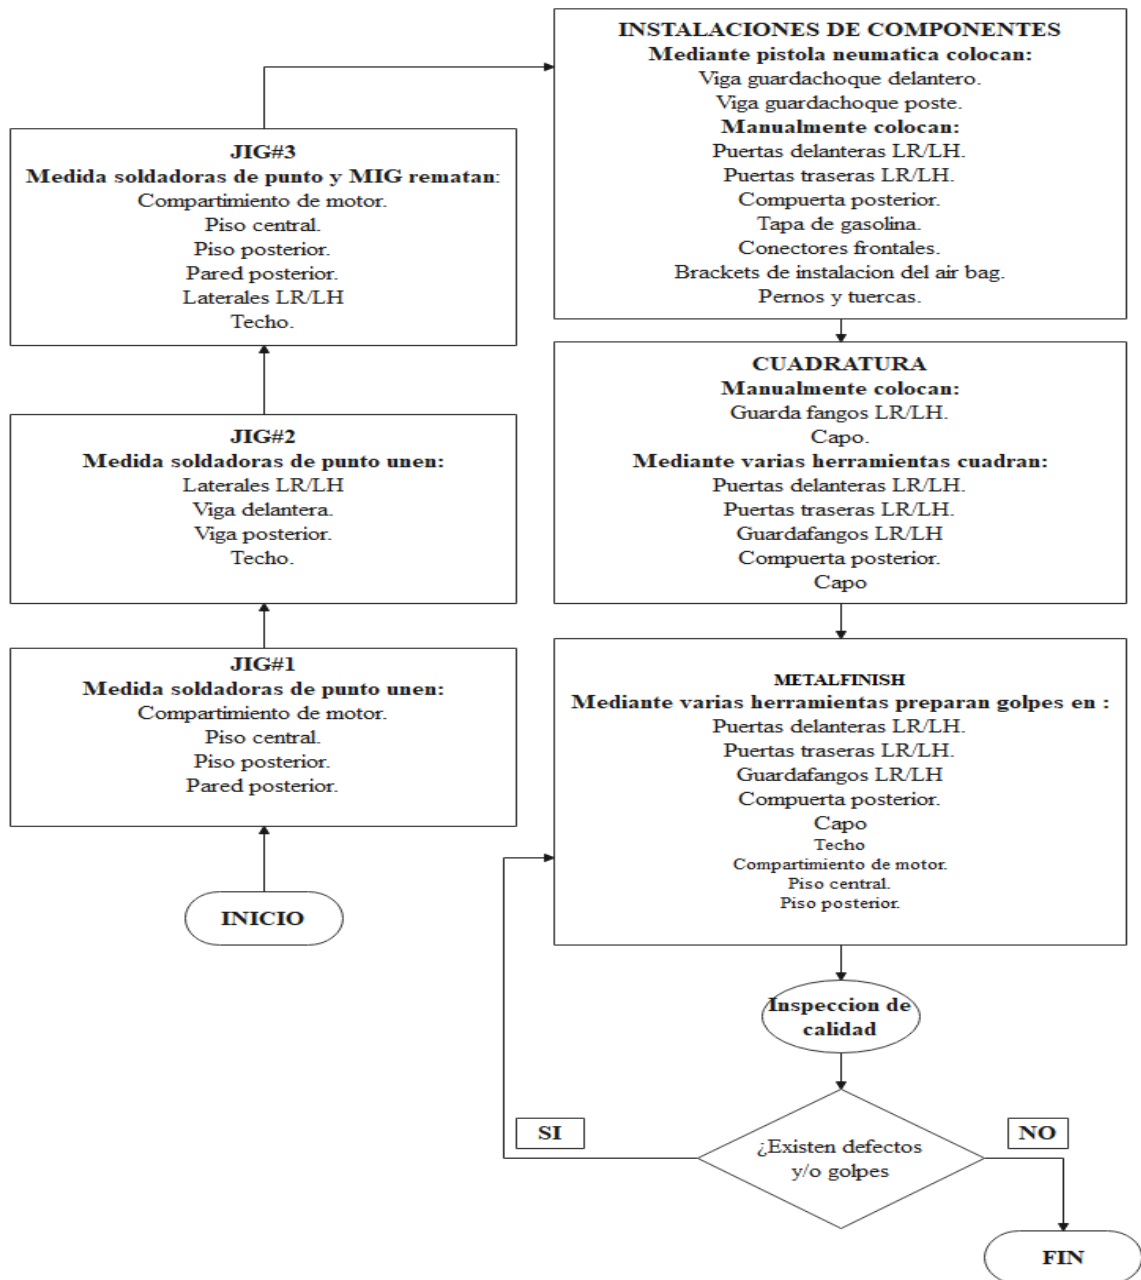 INICIO
JIG#1
Medida soldadoras de punto unen:
Compartimiento de motor.
Piso central.
Piso posterior.
Pared posterior.
JIG#2
Medida soldadoras de punto unen:
Laterales LR/LH
Viga delantera.
Viga posterior.
Techo.
JIG#3
Medida soldadoras de punto y MIG rematan:
Compartimiento de motor.
Piso central.
Piso posterior.
Pared posterior.
Laterales LR/LH
Techo.
INSTALACIONES DE COMPONENTES
Mediante pistola neumatica colocan:
Viga guardachoque delantero.
Viga guardachoque poste.
Manualmente colocan:
Puertas delanteras LR/LH.
Puertas traseras LR/LH.
Compuerta posterior.
Tapa de gasolina.
Conectores frontales.
Brackets de instalacion del air bag.
Pernos y tuercas.
CUADRATURA
Manualmente colocan:
Guarda fangos LR/LH.
Capo.
Mediante varias herramientas cuadran:
Puertas delanteras LR/LH.
Puertas traseras LR/LH.
Guardafangos LR/LH
Compuerta posterior.
Capo
METALFINISH
Mediante varias herramientas preparan golpes en :
Puertas delanteras LR/LH.
Puertas traseras LR/LH.
Guardafangos LR/LH
Compuerta posterior.
Capo
Techo
Compartimiento de motor.
Piso central.
Piso posterior.
Inspeccion de
calidad
¿Existen defectos
y/o golpes
SI
NO
FIN